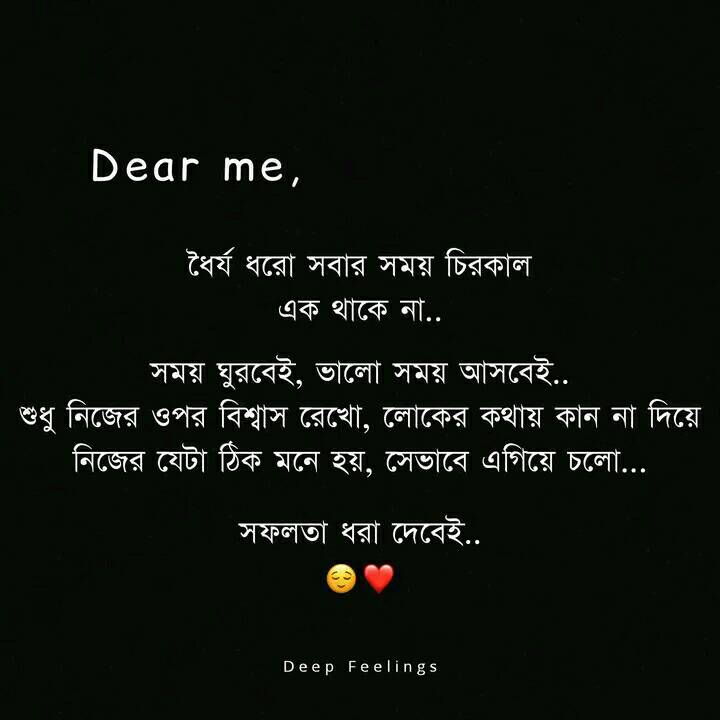 Dear me,
ধৈর্য ধরো সবার সময় চিরকাল
এক থাকে না..
সময় ঘুরবেই, ভালো সময় আসবেই..
শুধু নিজের ওপর বিশ্বাস রেখো, লোকের কথায় কান না দিয়ে
নিজের যেটা ঠিক মনে হয়, সেভাবে এগিয়ে চলো...
সফলতা ধরা দেবেই..
😌❤️
Deep Feelings